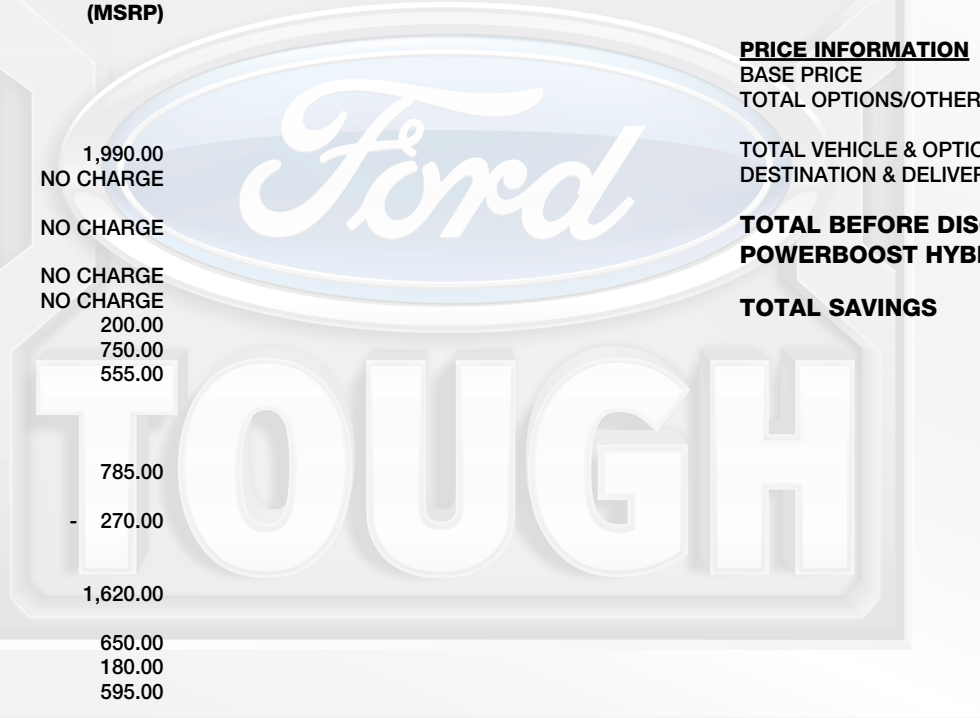 (MSRP)
1,990.00
NO CHARGE
NO CHARGE
NO CHARGE
NO CHARGE
200.00
750.00
555.00
785.00
- 270.00
1,620.00
650.00
180.00
595.00
PRICE INFORMATION
BASE PRICE
TOTAL OPTIONS/OTHER
TOTAL VEHICLE & OPTIO
DESTINATION & DELIVER
TOTAL BEFORE DIS
POWERBOOST HYB
TOTAL SAVINGS
Ford
TOUGH